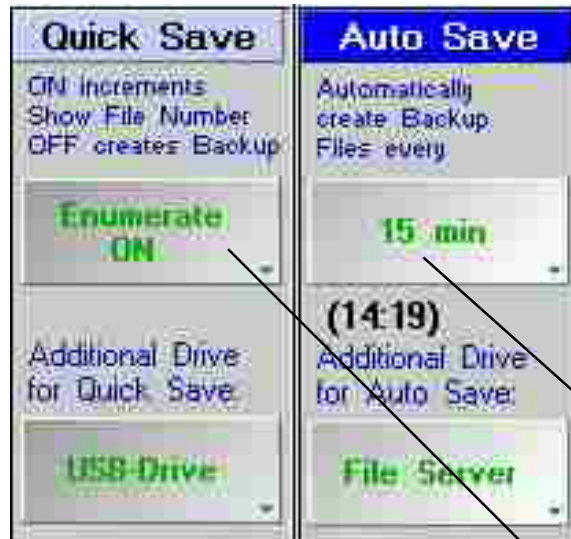 Quick Save
ON increments
Show File Number
OFF creates Backup
Enumerate
ON
Additional Drive
for Quick Save:
USB-Drive
Auto Save
Automatically
create Backup
Files every
15 min
(14:19)
Additional Drive
for Auto Save:
File Server